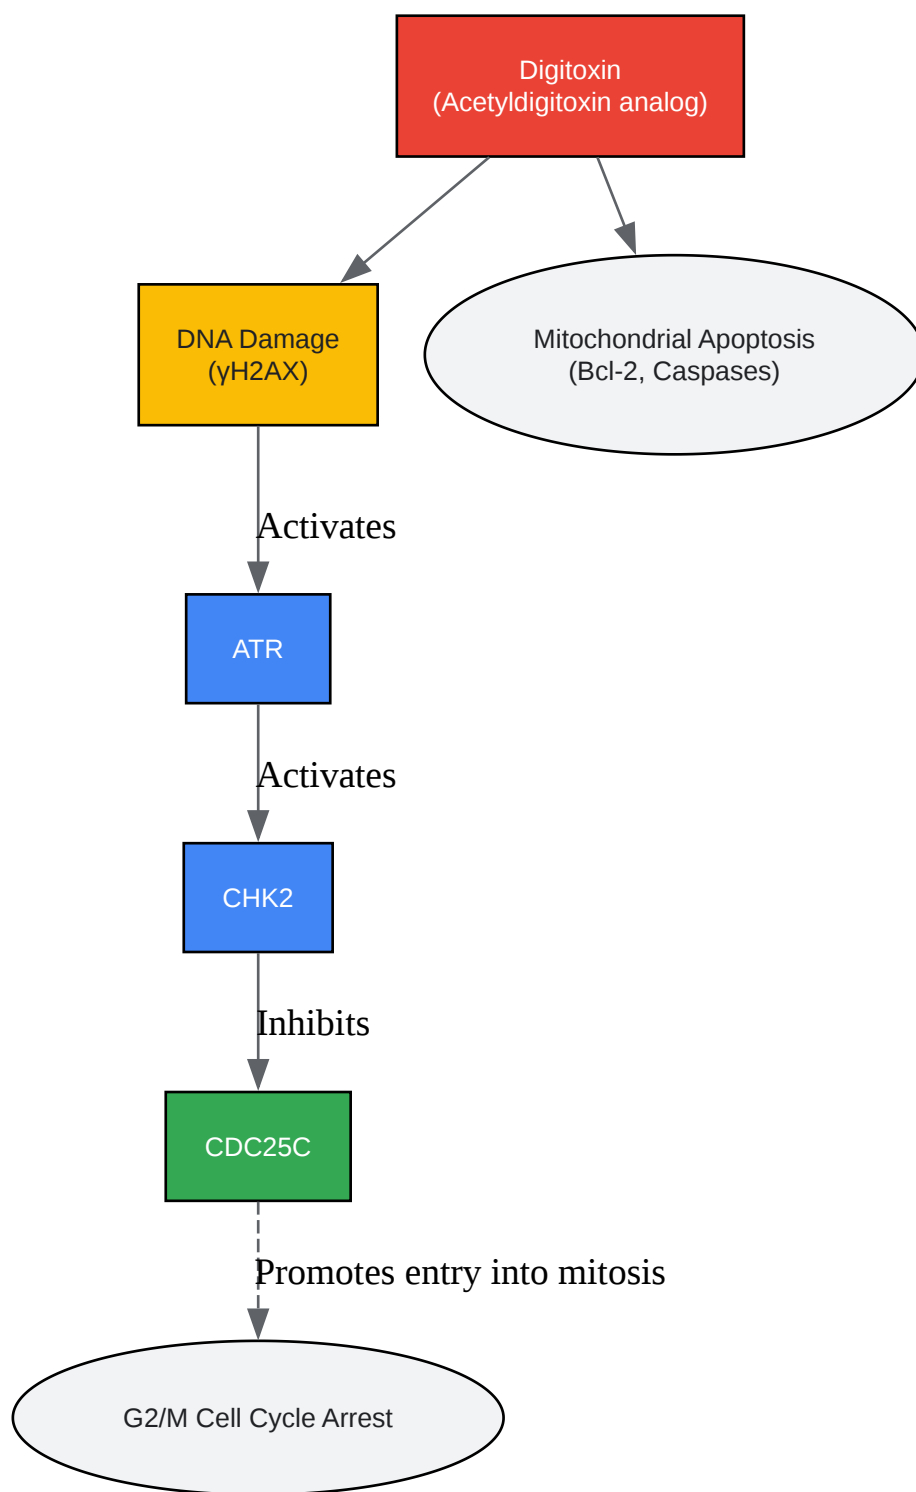 Digitoxin
(Acetyldigitoxin analog)
DNA Damage
(γH2AX)
Mitochondrial Apoptosis
(Bcl-2, Caspases)
Activates
ATR
Activates
CHK2
Inhibits
CDC25C
Promotes entry into mitosis
G2/M Cell Cycle Arrest